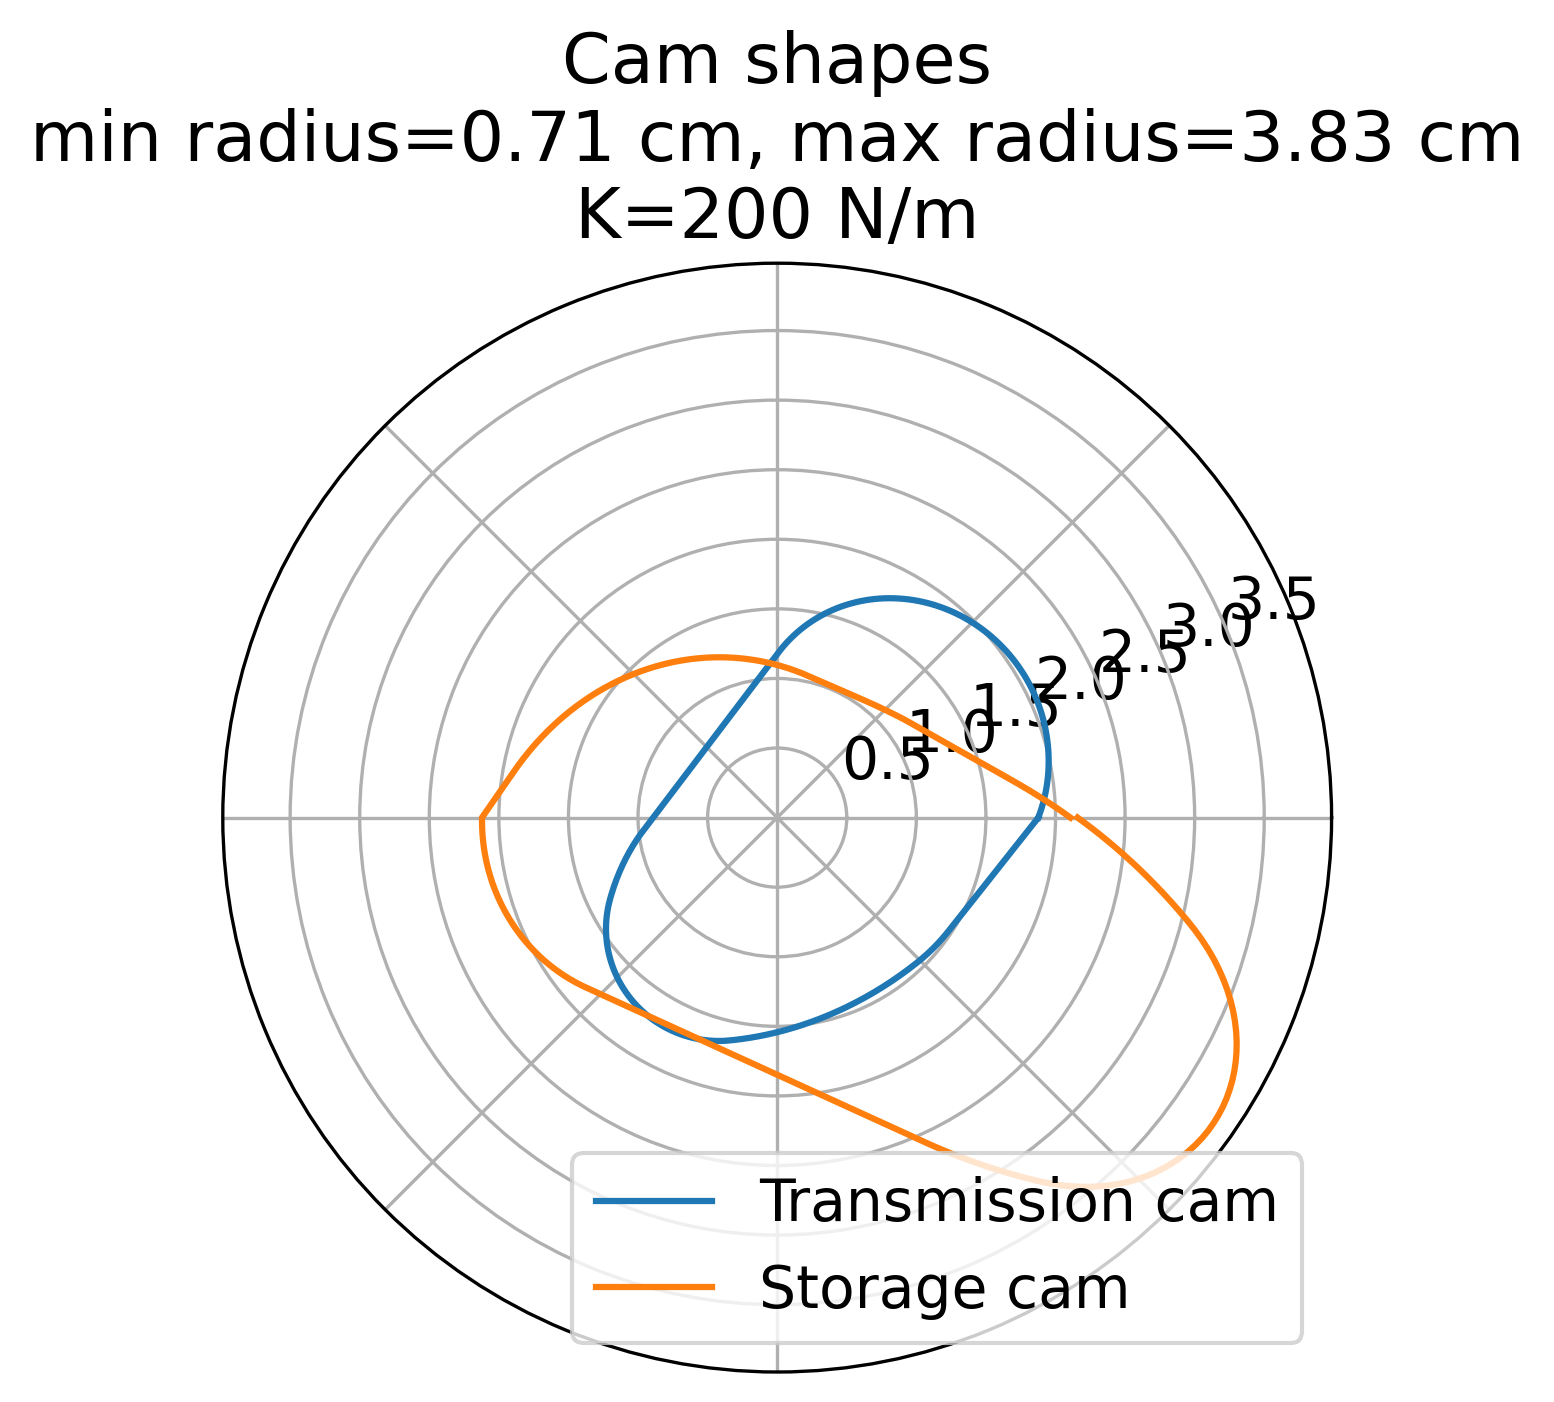 Cam shapes
min radius=0.71 cm, max radius=3.83 cm
K=200 N/m
3.5
3.0
2.5
2.0
1.5
1.0
0.5
Transmission cam
Storage cam